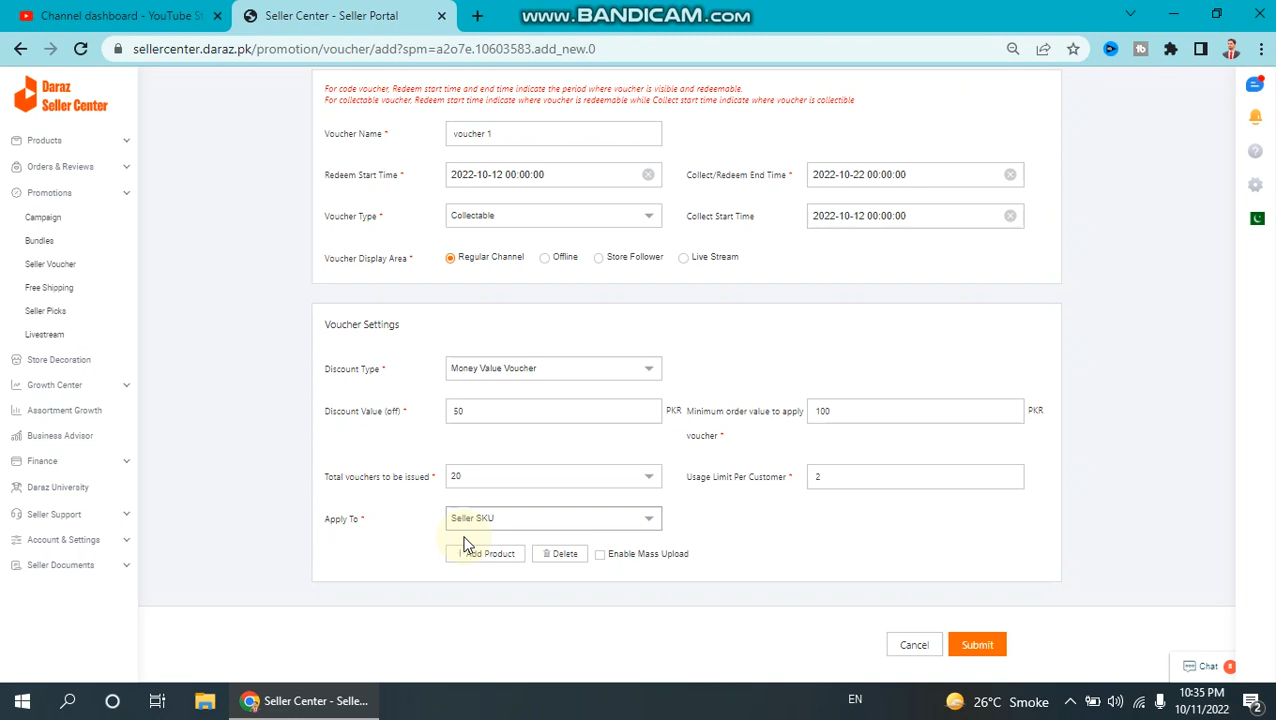 Channel dashboard - YouTube St
Seller Center - Seller Portal
www.BANDICAM.com
sellercenter.daraz.pk/promotion/voucher/add?spm=a2o7e.10603583.add_new.0
Daraz
Seller Center
Products
Orders & Reviews
Promotions
Campaign
Bundles
Seller Voucher
Free Shipping
Seller Picks
Livestream
Store Decoration
Growth Center
Assortment Growth
Business Advisor
Finance
Daraz University
Seller Support
Account & Settings
Seller Documents
For code voucher, Redeem start time and end time indicate the period where voucher is visible and redeemable.
For collectable voucher, Redeem start time indicate where voucher is redeemable while Collect start time indicate where voucher is collectible
Voucher Name * voucher 1
Redeem Start Time * 2022-10-12 00:00:00 Collect/Redeem End Time * 2022-10-22 00:00:00
Voucher Type * Collectable Collect Start Time 2022-10-12 00:00:00
Voucher Display Area * Regular Channel Offline Store Follower Live Stream
Voucher Settings
Discount Type * Money Value Voucher
Discount Value (off) * 50 PKR Minimum order value to apply voucher * 100 PKR
Total vouchers to be issued * 20 Usage Limit Per Customer * 2
Apply To * Seller SKU
Add Product Delete Enable Mass Upload
Cancel Submit
Chat
Seller Center - Selle...
26°C Smoke
EN
10:35 PM
10/11/2022
2